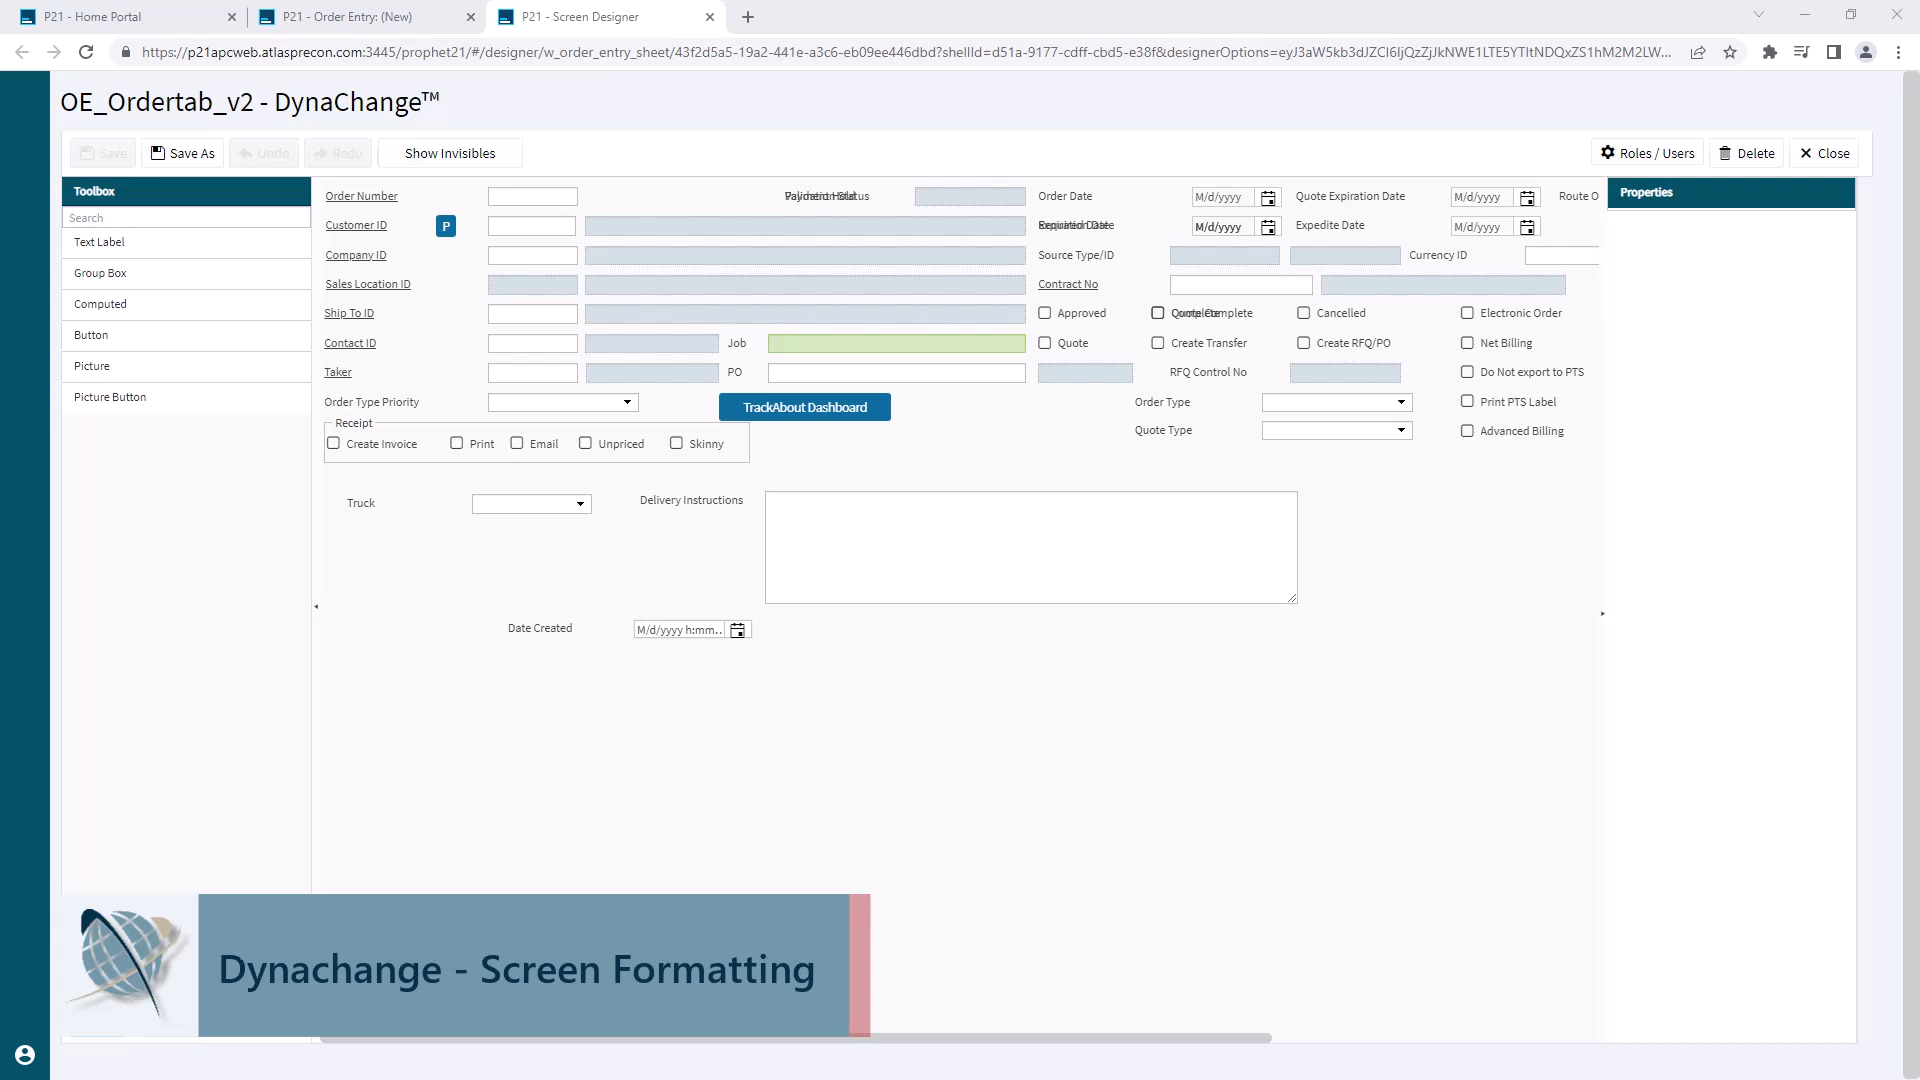 P21 - Home Portal
P21 - Order Entry: (New)
P21 - Screen Designer
https://p21apcweb.atlasprecon.com:3445/prophet21/#/designer/w_order_entry_sheet/43f2d5a5-19a2-441e-a3c6-eb09ee446dbd?shellId=d51a-9177-cdff-cbd5-e38f&designerOptions=eyJ3aW5kb3dJZCI6IjQzZjJkNWE1LTE5YTItNDQxZS1hM2M2LW...
OE_Ordertab_v2 - DynaChange™
Save
Save As
Undo
Redo
Show Invisibles
Roles / Users
Delete
Close
Toolbox
Search
Text Label
Group Box
Computed
Button
Picture
Picture Button
Properties
Order Number
Order Date M/d/yyyy Quote Expiration Date M/d/yyyy Route O
Customer ID P
M/d/yyyy Expedite Date M/d/yyyy
Company ID Source Type/ID Currency ID
Sales Location ID Contract No
Ship To ID Approved Cancelled Electronic Order
Contact ID Job Quote Create Transfer Create RFQ/PO Net Billing
Taker PO RFQ Control No Do Not export to PTS
Order Type Priority TrackAbout Dashboard Order Type Print PTS Label
Receipt
Quote Type Advanced Billing
Create Invoice Print Email Unpriced Skinny
Truck Delivery Instructions
Date Created M/d/yyyy h:mm..
Dynachange - Screen Formatting